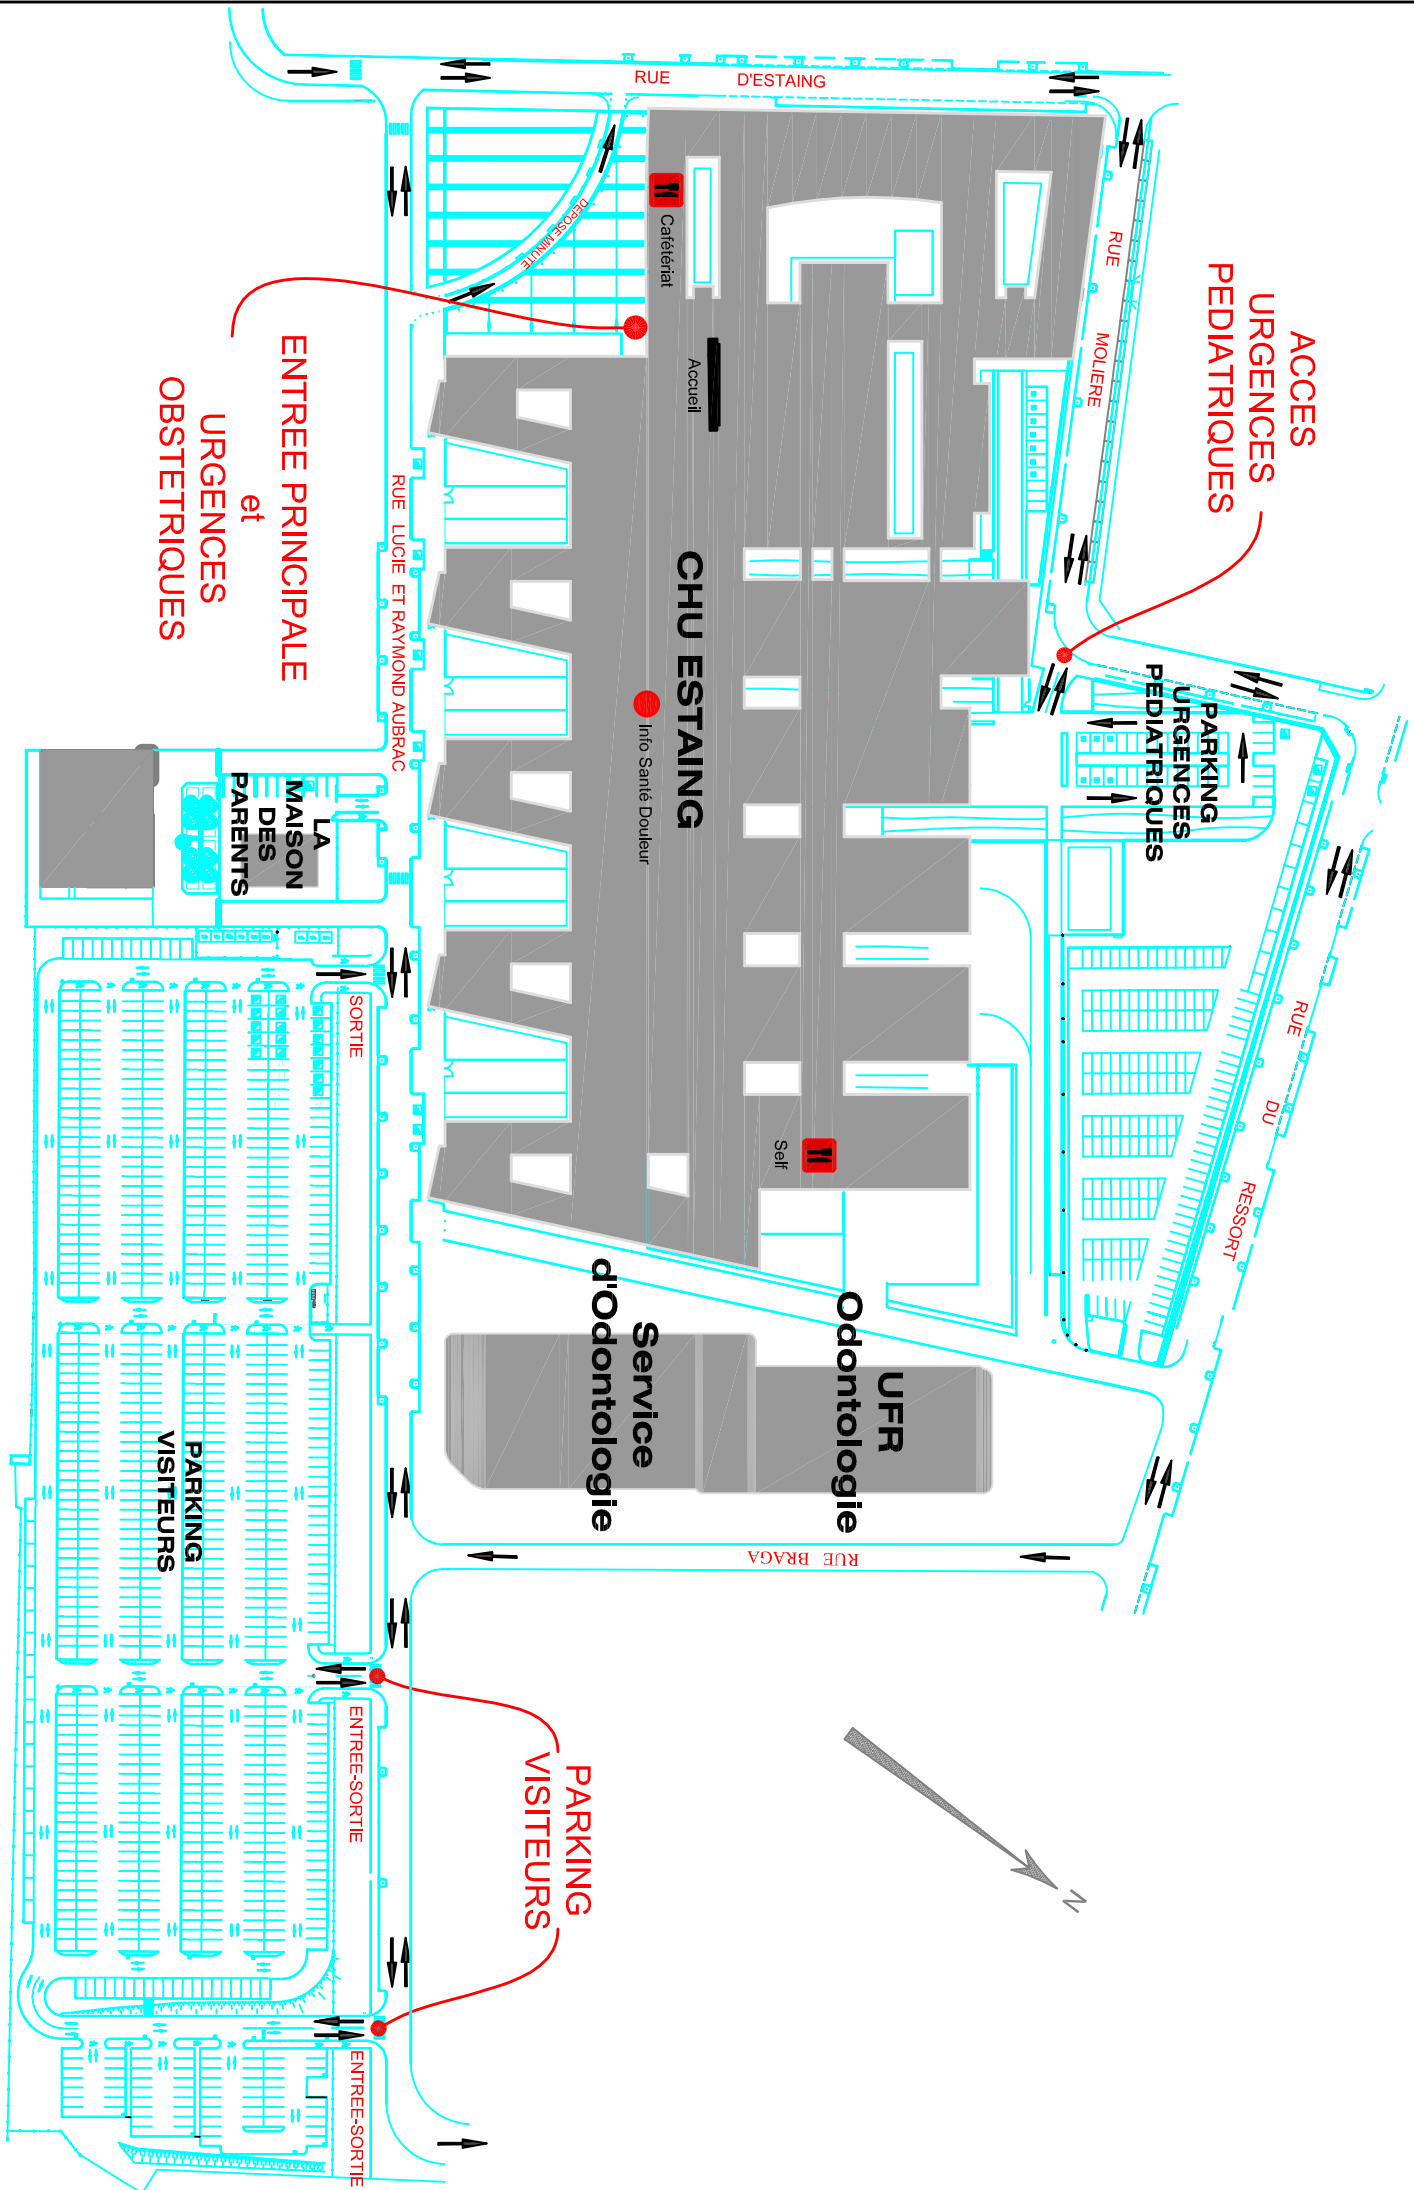 RUE D'ESTAING
DEPOSE MINUTE
Cafétériat
RUE MOLIERE
ACCES
URGENCES
PEDIATRIQUES
Accueil
ENTREE PRINCIPALE
et
URGENCES
OBSTETRIQUES
RUE LUCIE ET RAYMOND AUBRAC
CHU ESTAING
Info Santé Douleur
PARKING
URGENCES
PEDIATRIQUES
LA
MAISON
DES
PARENTS
SORTIE
RUE DU RESSORT
Self
Service
d'Odontologie
UFR
Odontologie
PARKING
VISITEURS
RUE BRAGA
ENTREE-SORTIE
PARKING
VISITEURS
N
ENTREE-SORTIE